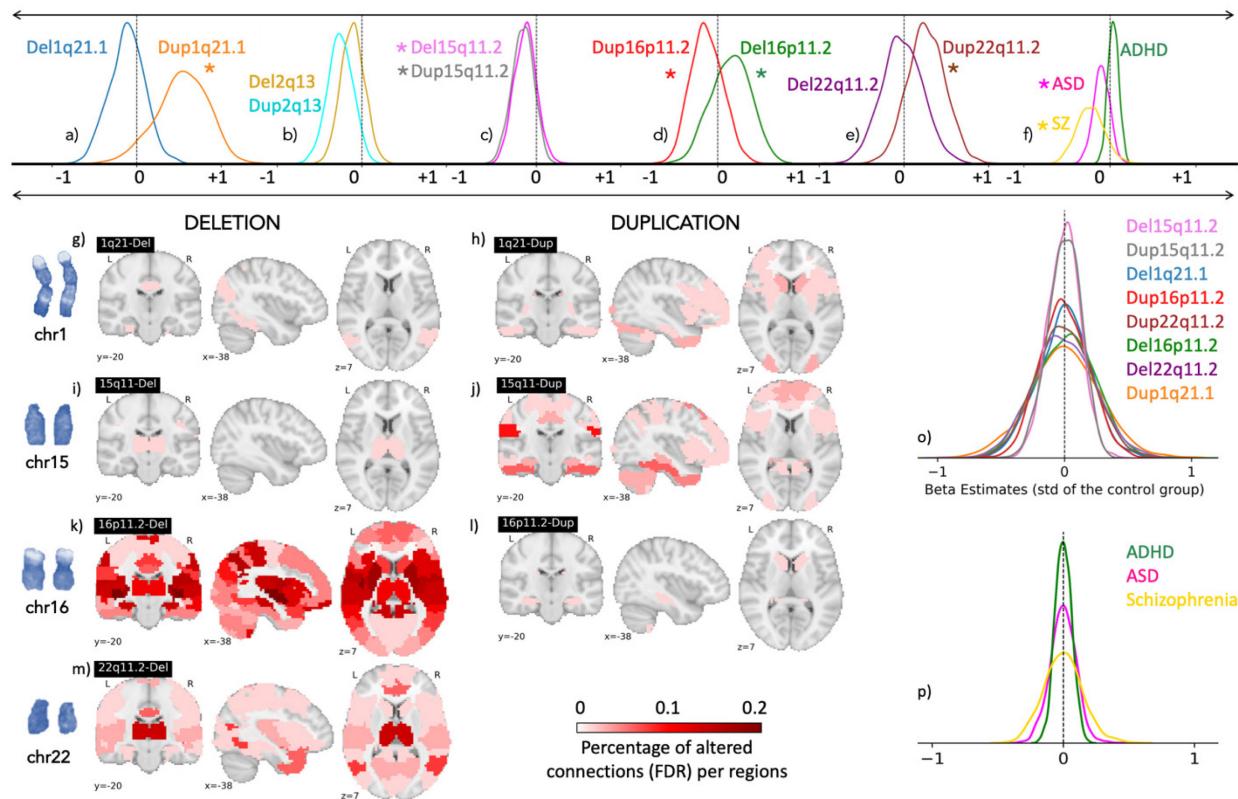 Del1q21.1
Dup1q21.1
*
a)
Del2q13
Dup2q13
b)
* Del15q11.2
* Dup15q11.2
c)
Dup16p11.2
*
Del16p11.2
*
d)
Del22q11.2
Dup22q11.2
*
e)
ADHD
* ASD
* SZ
f)
-1 0 +1 -1 0 +1 -1 0 +1 -1 0 +1 -1 0 +1 -1 0 +1
DELETION
DUPLICATION
g)
1q21-Del
L R
L R
y=-20
x=-38
z=7
chr1
h)
1q21-Dup
L R
L R
y=-20
x=-38
z=7
i)
15q11-Del
L R
L R
y=-20
x=-38
z=7
chr15
j)
15q11-Dup
L R
L R
y=-20
x=-38
z=7
k)
16p11.2-Del
L R
L R
y=-20
x=-38
z=7
chr16
l)
16p11.2-Dup
L R
L R
y=-20
x=-38
z=7
m)
22q11.2-Del
L R
L R
y=-20
x=-38
z=7
chr22
0 0.1 0.2
Percentage of altered
connections (FDR) per regions
Del15q11.2
Dup15q11.2
Del1q21.1
Dup16p11.2
Dup22q11.2
Del16p11.2
Del22q11.2
Dup1q21.1
o)
−1 0 1
Beta Estimates (std of the control group)
ADHD
ASD
Schizophrenia
p)
−1 0 1